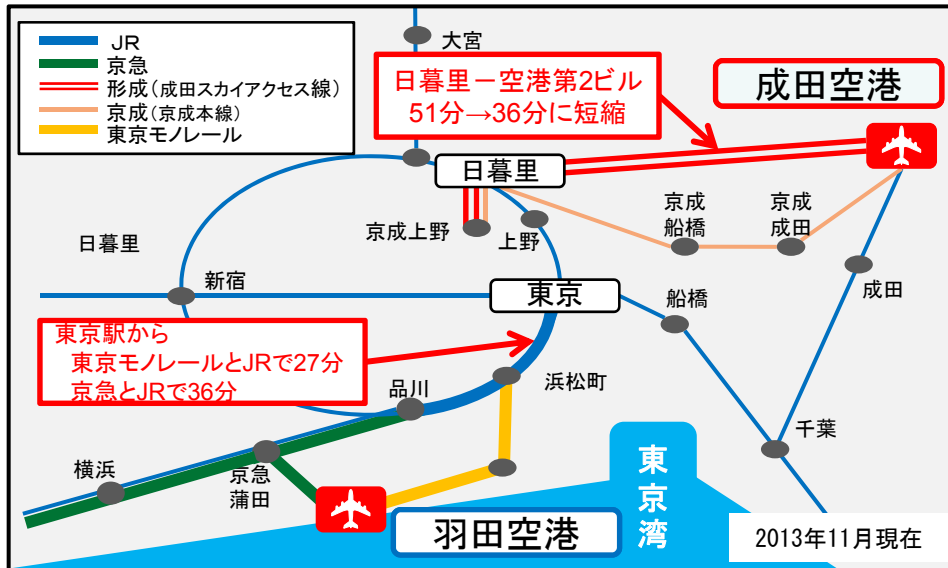 JR
京急
形成(成田スカイアクセス線)
京成(京成本線)
東京モノレール
大宮
日暮里－空港第2ビル
51分→36分に短縮
成田空港
日暮里
京成上野
上野
京成
船橋
京成
成田
日暮里
新宿
東京
船橋
成田
東京駅から
東京モノレールとJRで27分
京急とJRで36分
品川
浜松町
千葉
横浜
京急
蒲田
羽田空港
東京湾
2013年11月現在